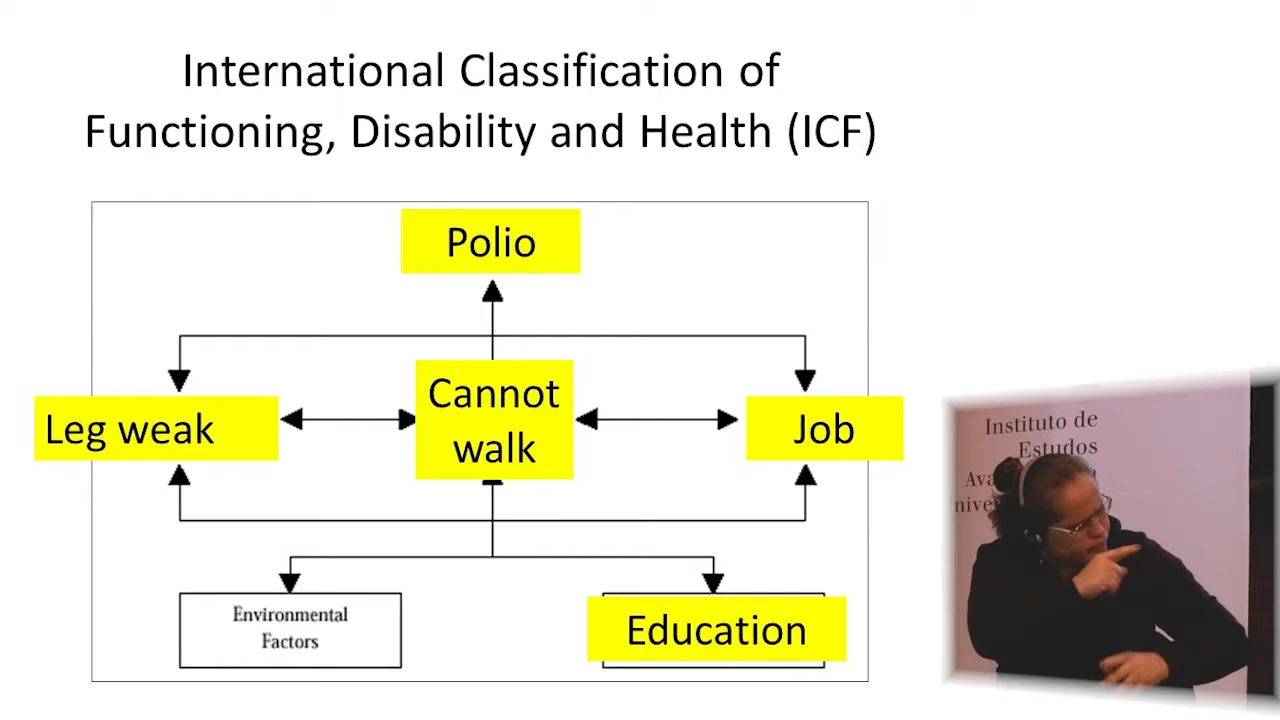 International Classification of
Functioning, Disability and Health (ICF)
Polio
Cannot
walk
Leg weak
Job
Environmental
Factors
Education
Instituto de
Estudos